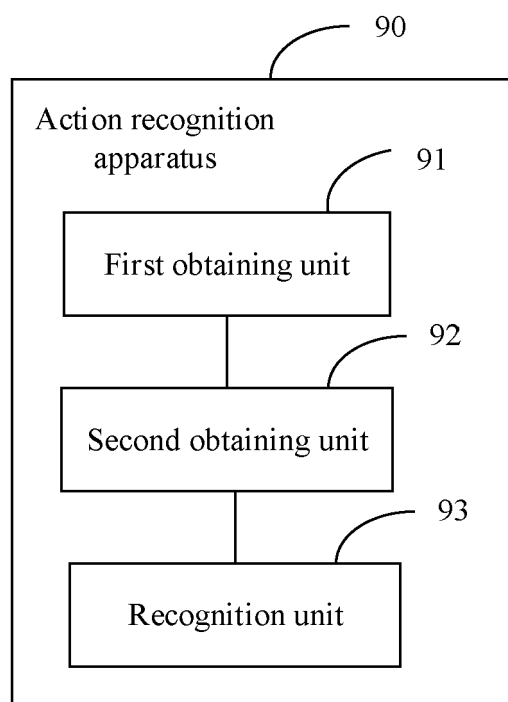 90
Action recognition
apparatus
91
First obtaining unit
92
Second obtaining unit
93
Recognition unit